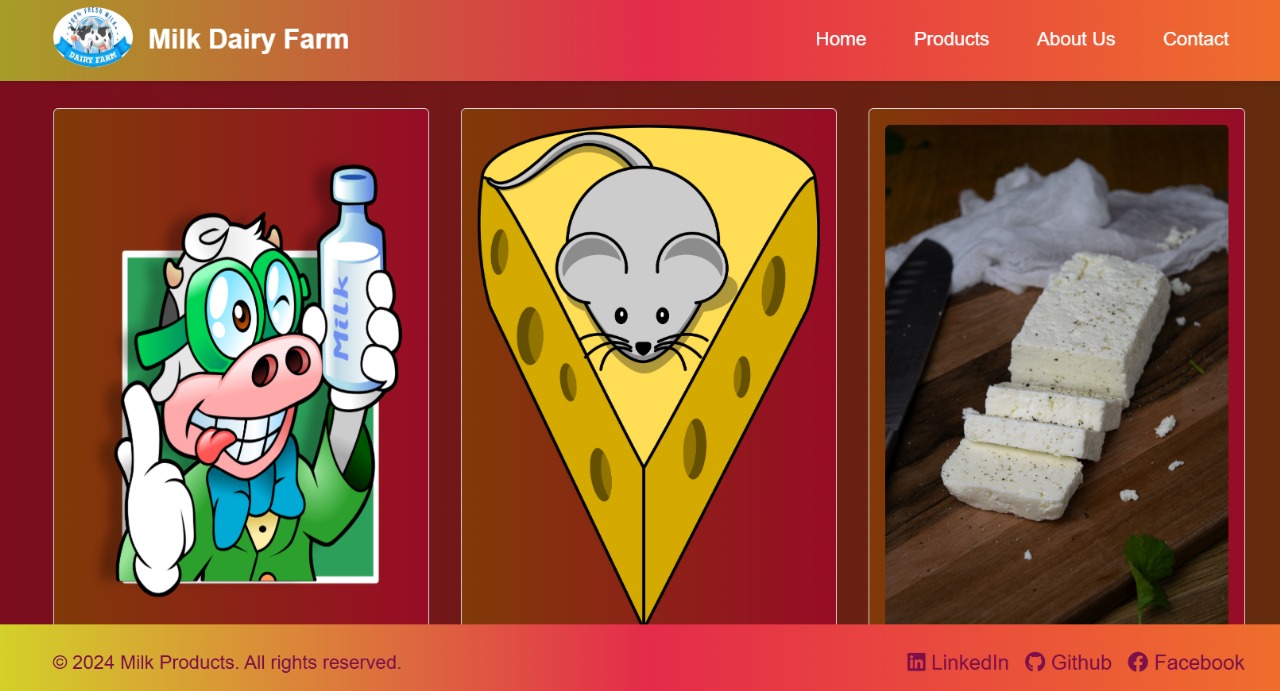 100% FRESH MILK
DAIRY FARM
Milk Dairy Farm
Home Products About Us Contact
Milk
© 2024 Milk Products. All rights reserved.
LinkedIn Github Facebook